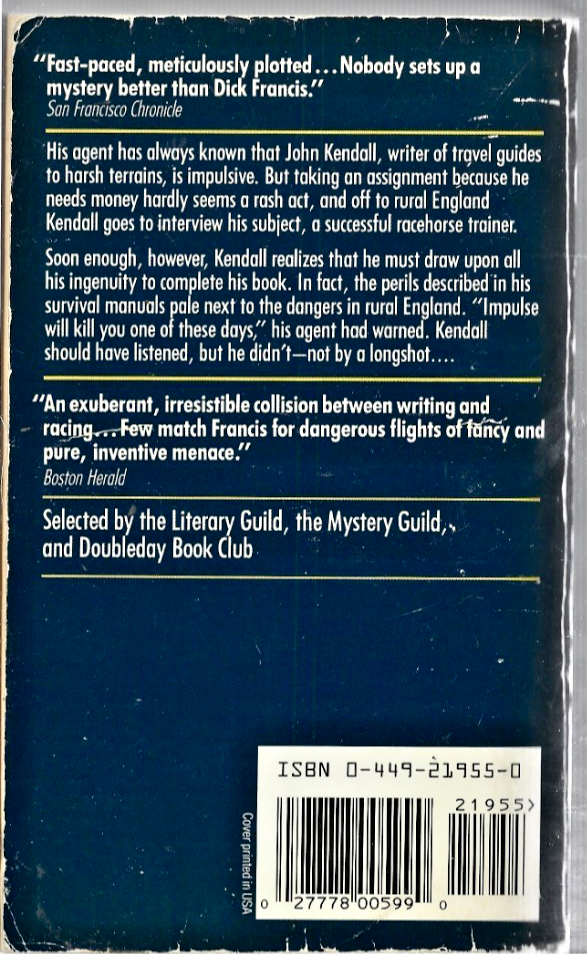 "Fast-paced, meticulously plotted...Nobody sets up a
mystery better than Dick Francis."
San Francisco Chronicle
His agent has always known that John Kendall, writer of travel guides
to harsh terrains, is impulsive. But taking an assignment because he
needs money hardly seems a rash act, and off to rural England
Kendall goes to interview his subject, a successful racehorse trainer.
Soon enough, however, Kendall realizes that he must draw upon all
his ingenuity to complete his book. In fact, the perils described in his
survival manuals pale next to the dangers in rural England. "Impulse
will kill you one of these days," his agent had warned. Kendall
should have listened, but he didn't—not by a longshot....
"An exuberant, irresistible collision between writing and
racing...Few match Francis for dangerous flights of fancy and
pure, inventive menace."
Boston Herald
Selected by the Literary Guild, the Mystery Guild,
and Doubleday Book Club
ISBN 0-449-21955-0
21955>
0 27778 00599 0
Cover printed in USA